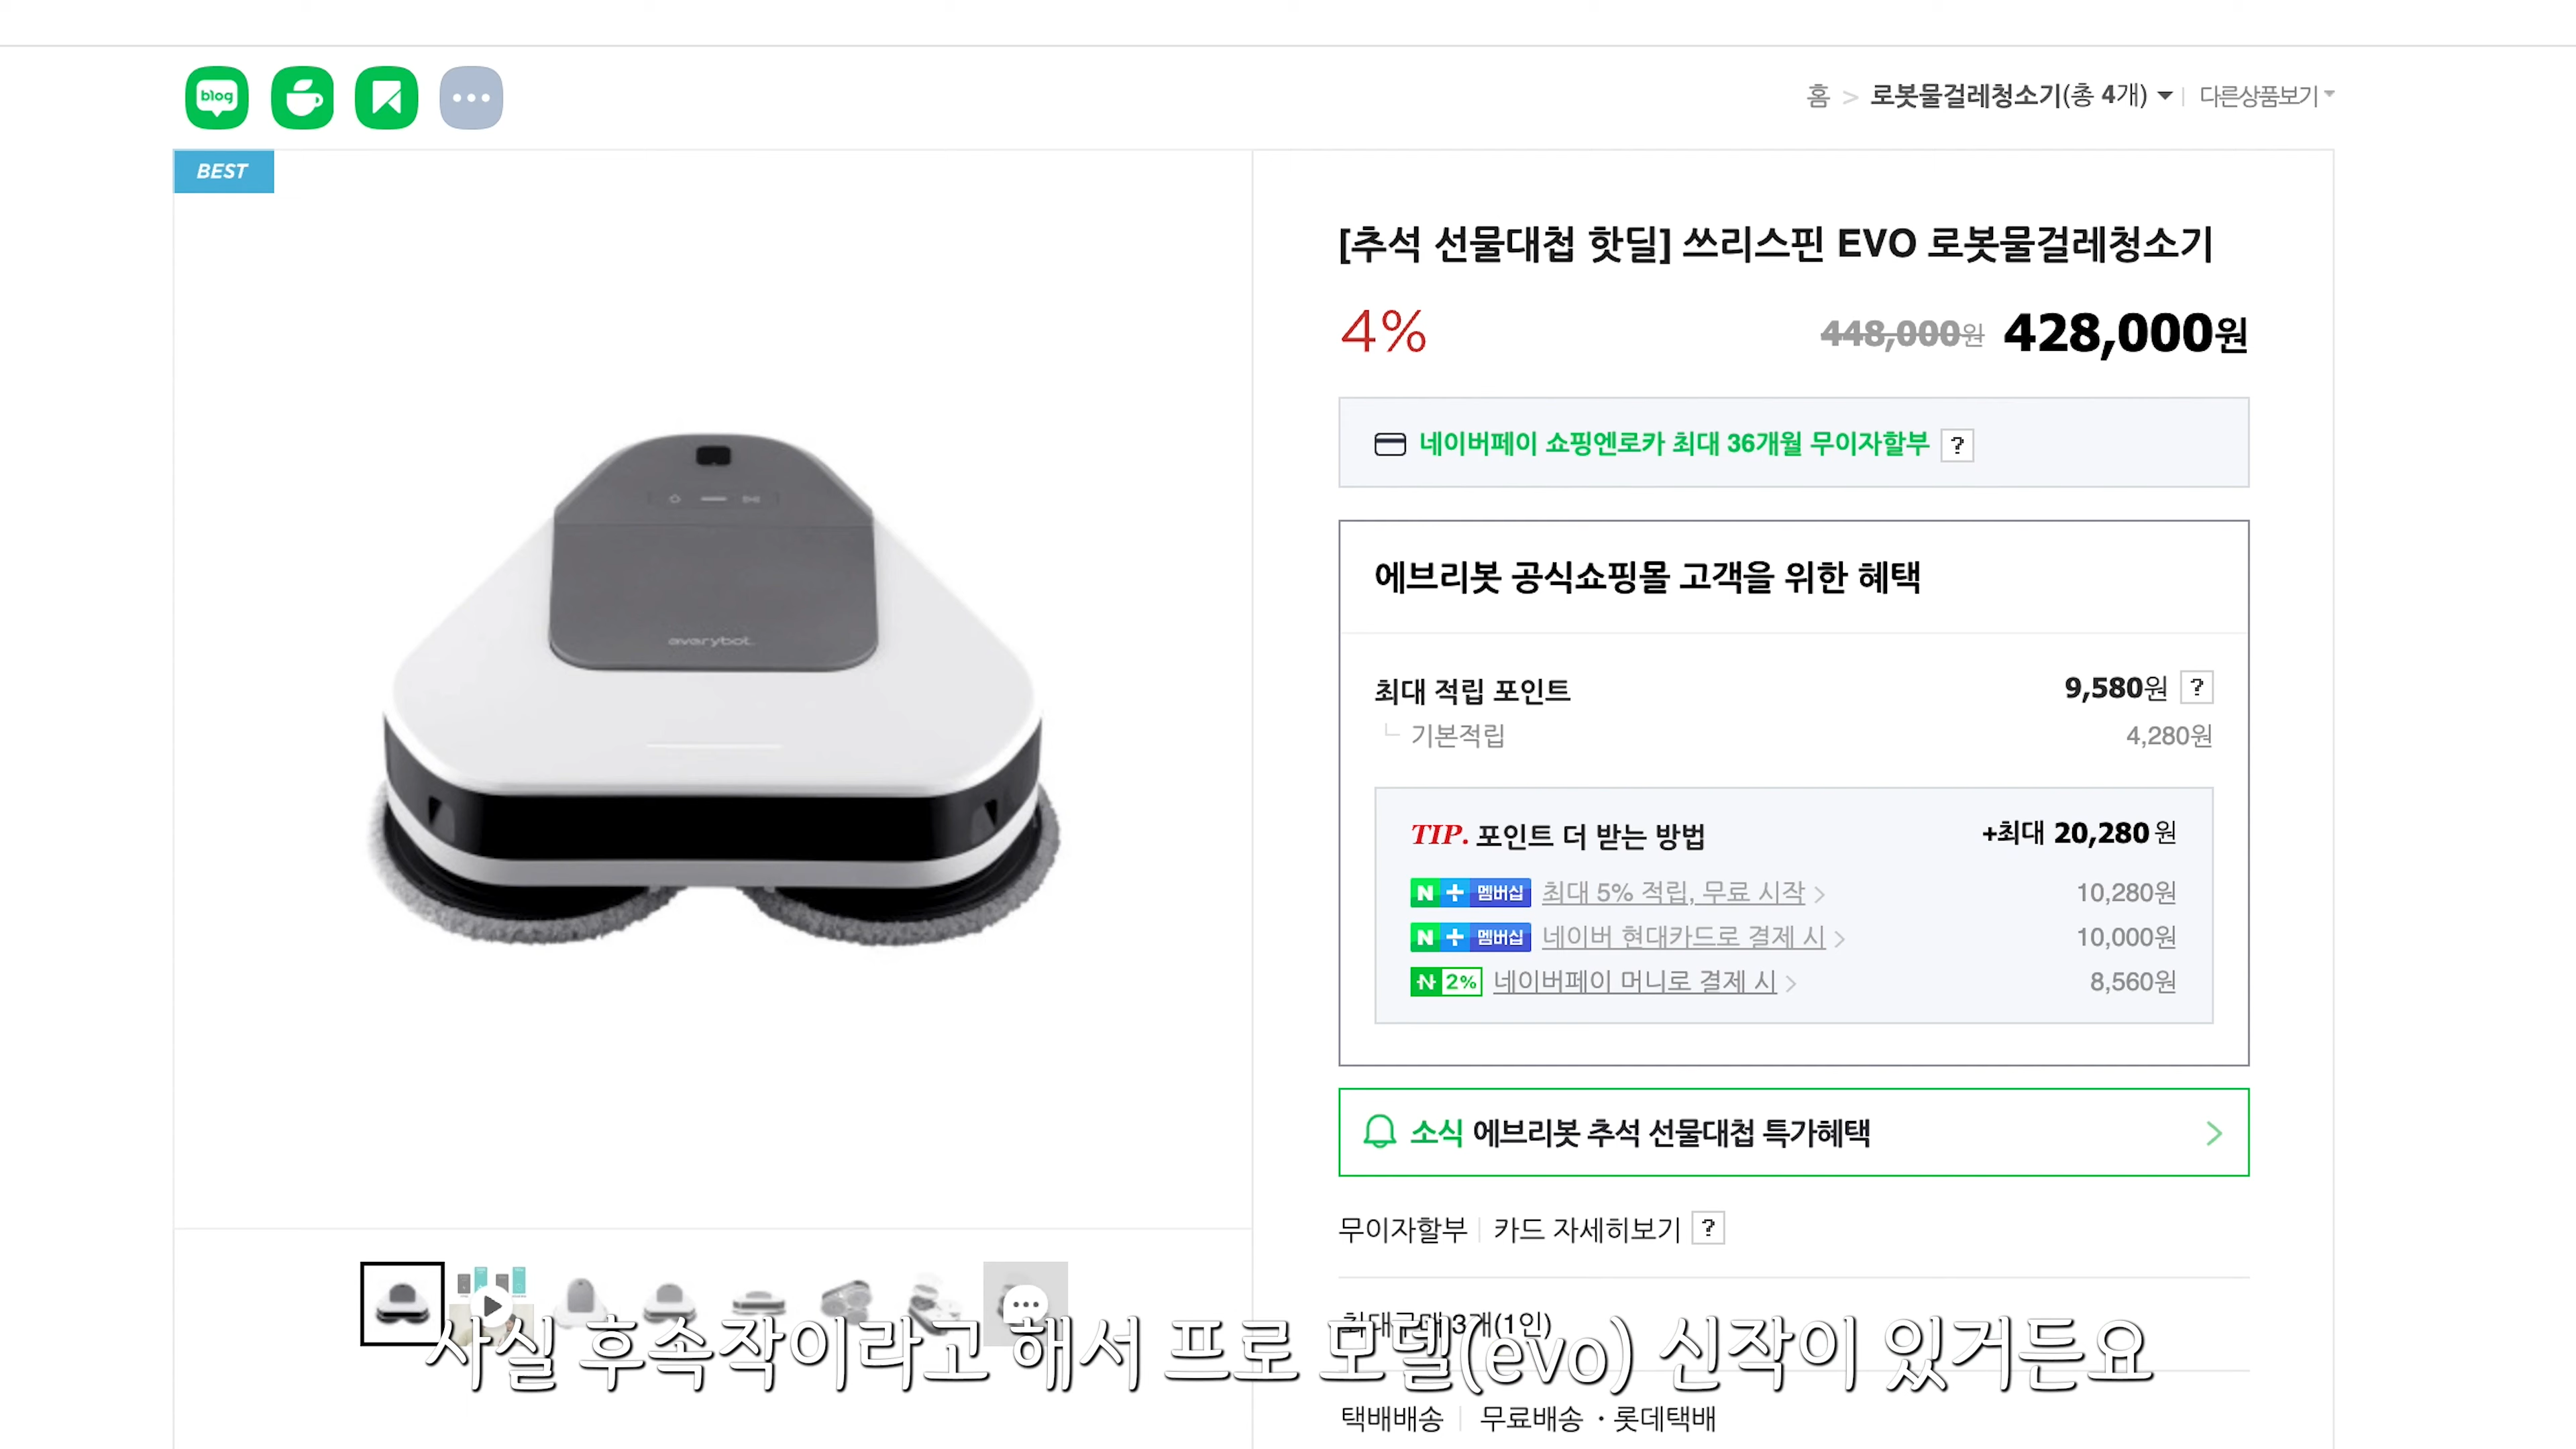 blog
홈 > 로봇물걸레청소기(총 4개) 다른상품보기
BEST
[추석 선물대첩 핫딜] 쓰리스핀 EVO 로봇물걸레청소기
4% 448,000원 428,000원
네이버페이 쇼핑엔로카 최대 36개월 무이자할부 ?
에브리봇 공식쇼핑몰 고객을 위한 혜택
최대 적립 포인트 9,580원 ?
기본적립 4,280원
TIP. 포인트 더 받는 방법 +최대 20,280원
N + 멤버십 최대 5% 적립, 무료 시작 > 10,280원
N + 멤버십 네이버 현대카드로 결제 시 > 10,000원
N 2% 네이버페이 머니로 결제 시 > 8,560원
everybot
소식 에브리봇 추석 선물대첩 특가혜택
무이자할부 카드 자세히보기 ?
최대구매 3개(1인)
사실 후속작이라고 해서 프로 모델(evo) 신작이 있거든요
택배배송 무료배송 · 롯데택배